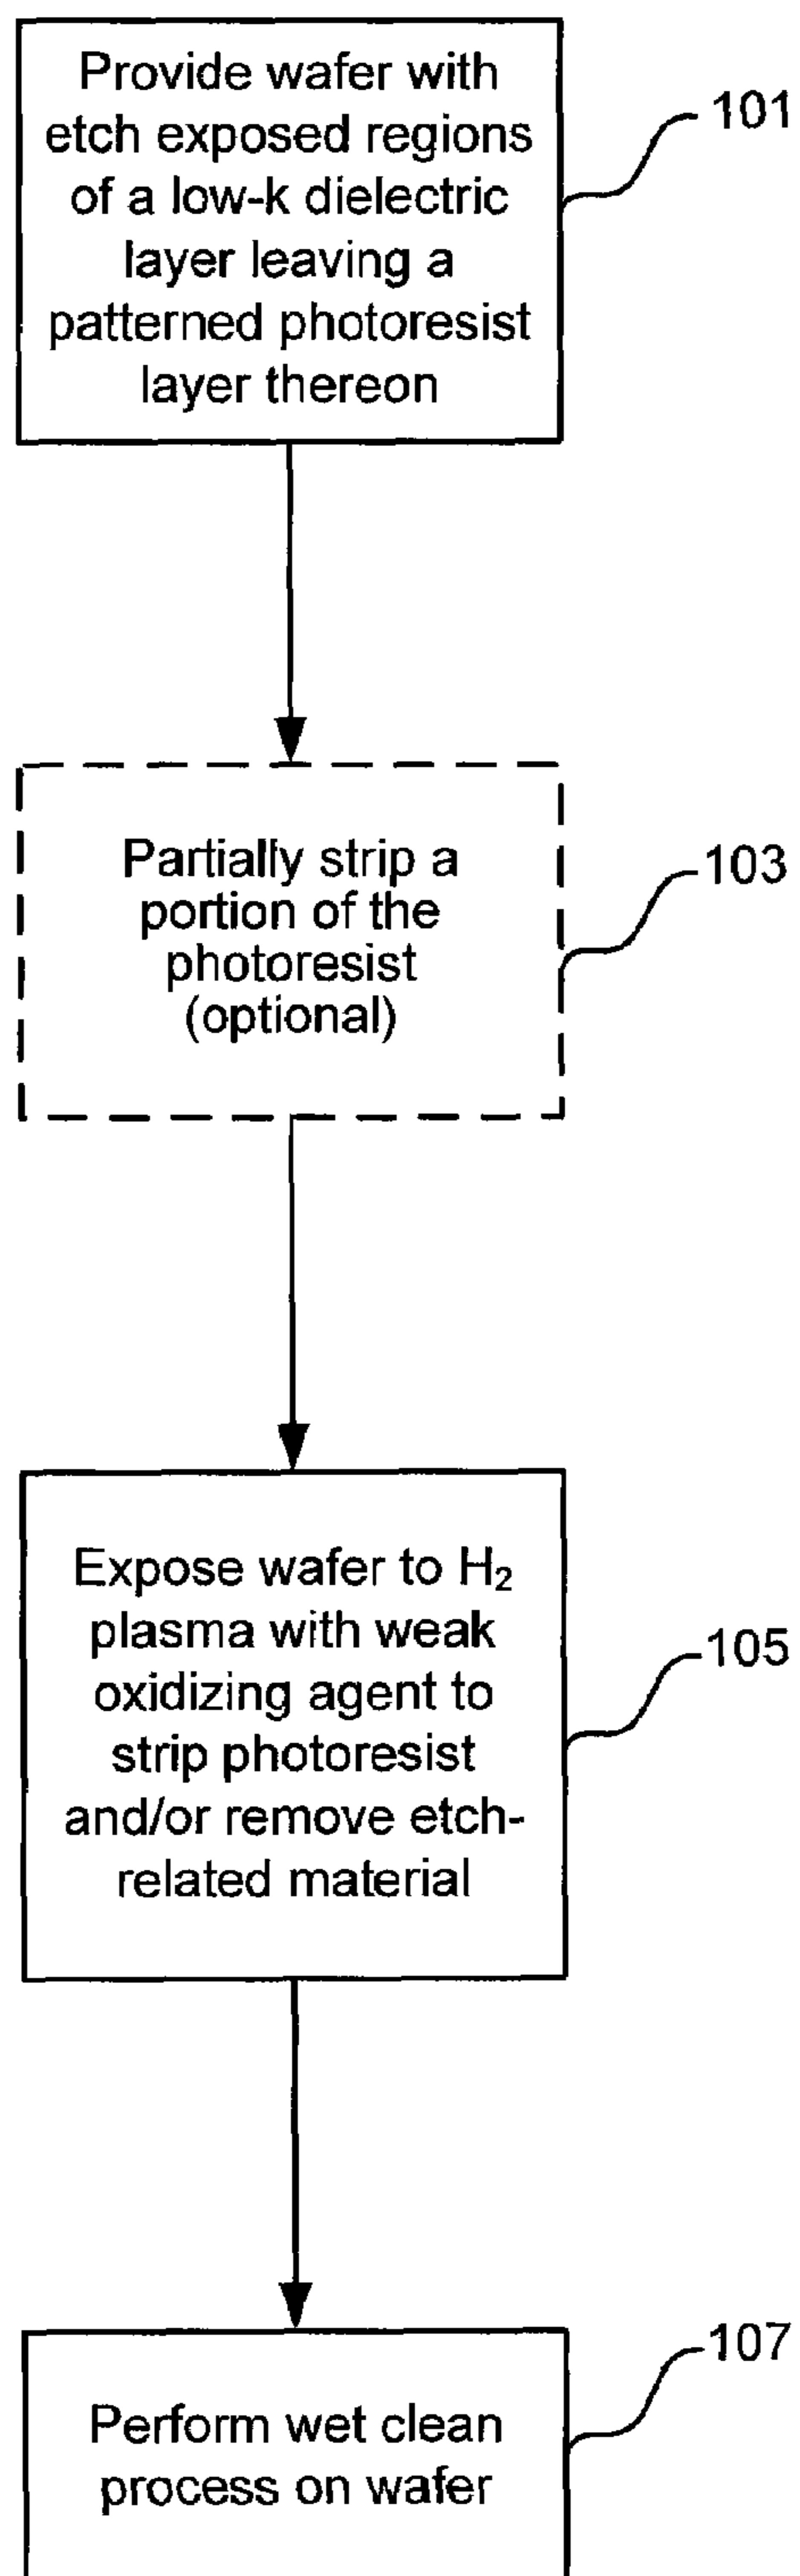 Provide wafer with
etch exposed regions
of a low-k dielectric
layer leaving a
patterned photoresist
layer thereon
101
Partially strip a
portion of the
photoresist
(optional)
103
Expose wafer to H₂
plasma with weak
oxidizing agent to
strip photoresist
and/or remove etch-
related material
105
Perform wet clean
process on wafer
107